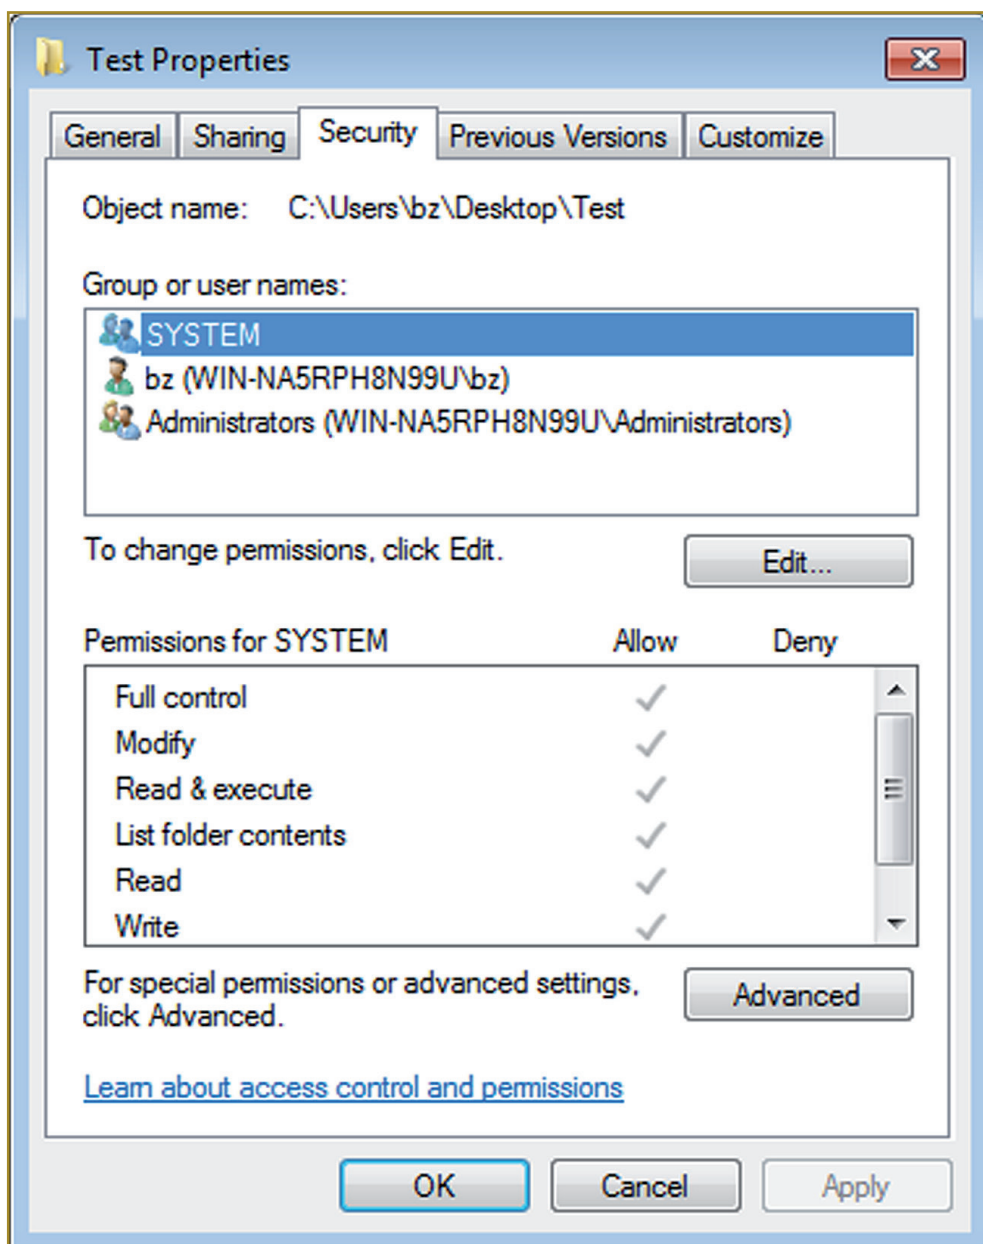 Test Properties
General Sharing Security Previous Versions Customize
Object name: C:\Users\bz\Desktop\Test
Group or user names:
SYSTEM
bz (WIN-NA5RPH8N99U\bz)
Administrators (WIN-NA5RPH8N99U\Administrators)
To change permissions, click Edit.
Edit...
Permissions for SYSTEM Allow Deny
Full control
Modify
Read & execute
List folder contents
Read
Write
For special permissions or advanced settings,
click Advanced.
Advanced
Learn about access control and permissions
OK Cancel Apply